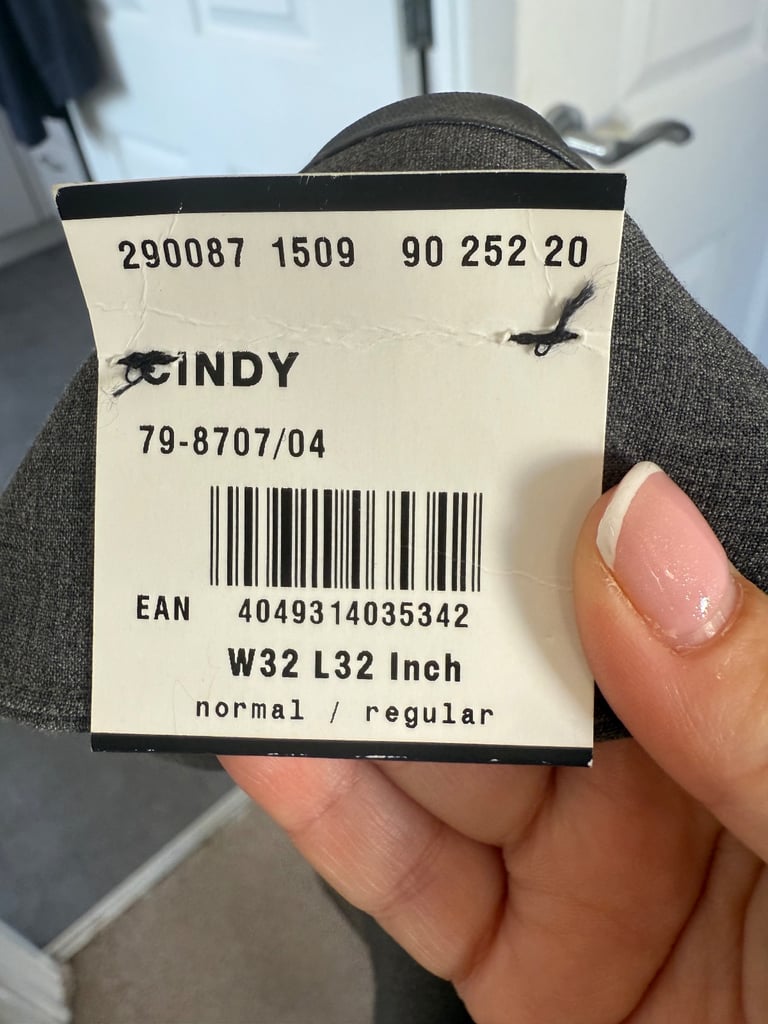 290087 1509 90 252 20
CINDY
79-8707/04
EAN 4049314035342
W32 L32 Inch
normal / regular